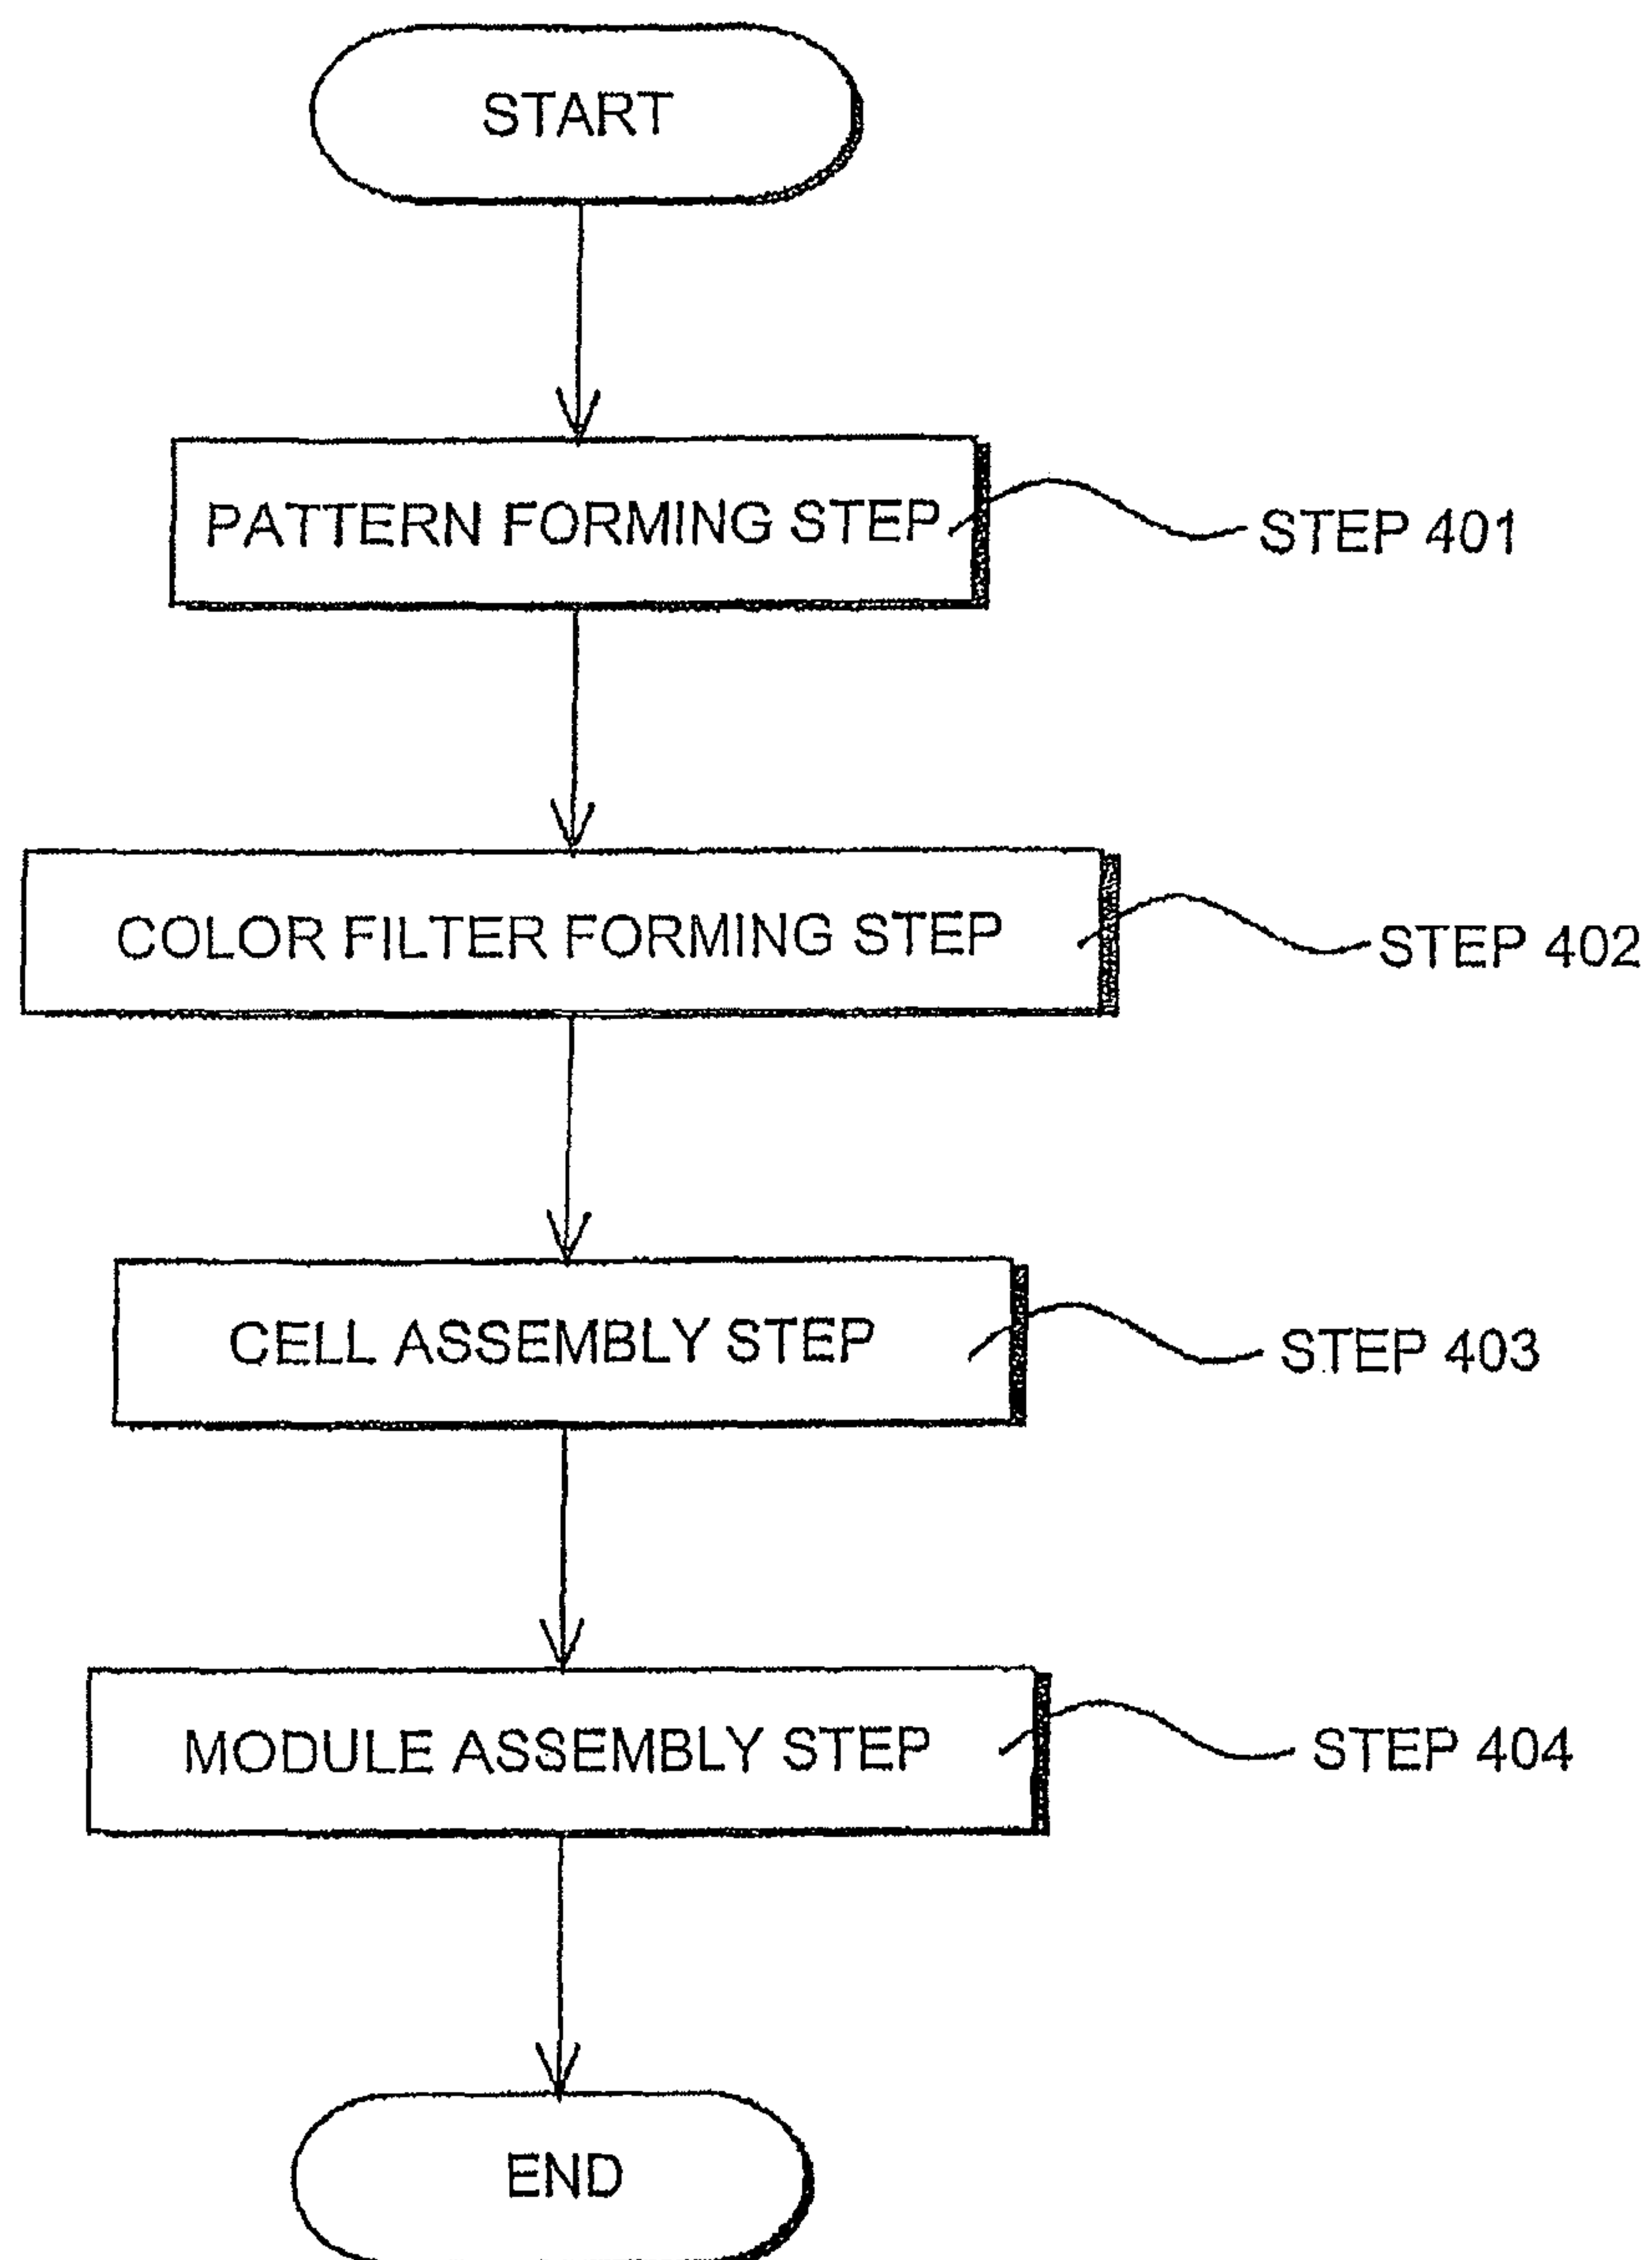 START
PATTERN FORMING STEP
STEP 401
COLOR FILTER FORMING STEP
STEP 402
CELL ASSEMBLY STEP
STEP 403
MODULE ASSEMBLY STEP
STEP 404
END